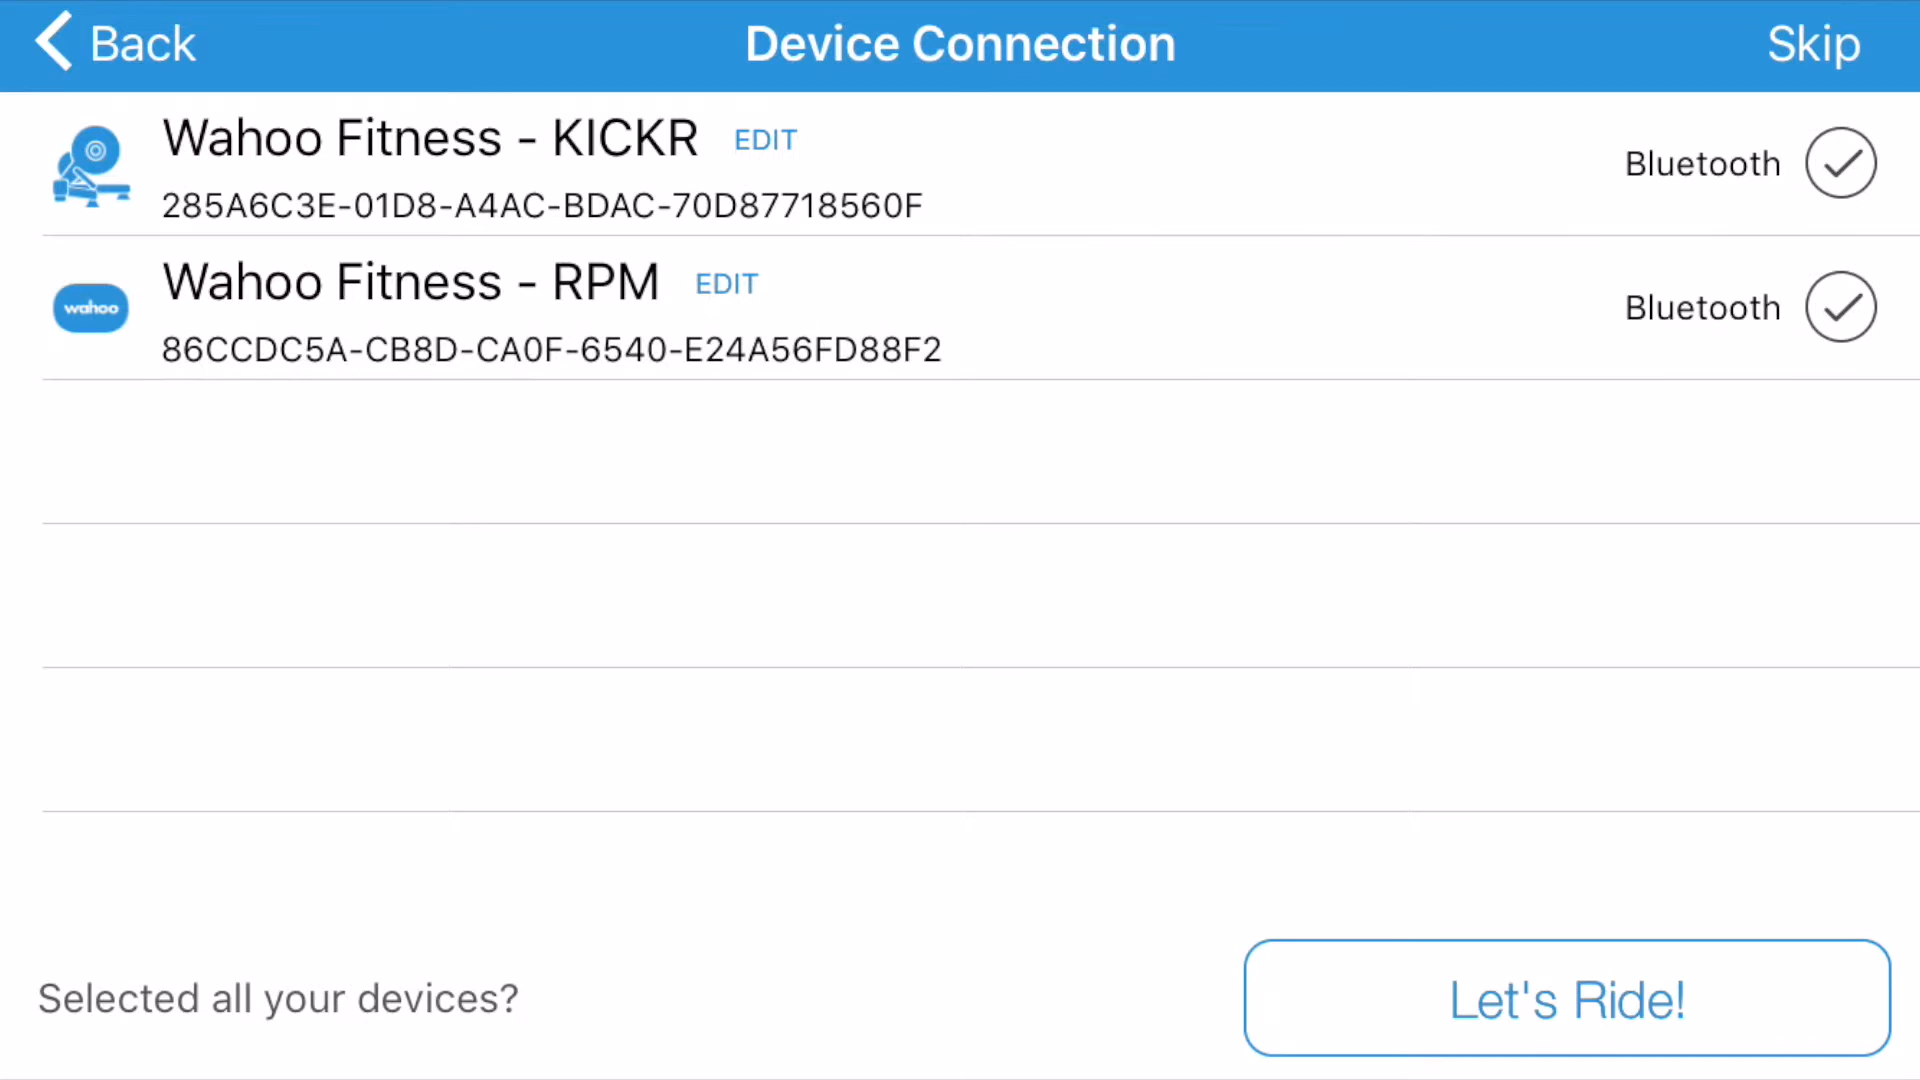 Back
Device Connection
Skip
Wahoo Fitness - KICKR EDIT
285A6C3E-01D8-A4AC-BDAC-70D87718560F
Bluetooth
wahoo
Wahoo Fitness - RPM EDIT
86CCDC5A-CB8D-CA0F-6540-E24A56FD88F2
Bluetooth
Selected all your devices?
Let's Ride!